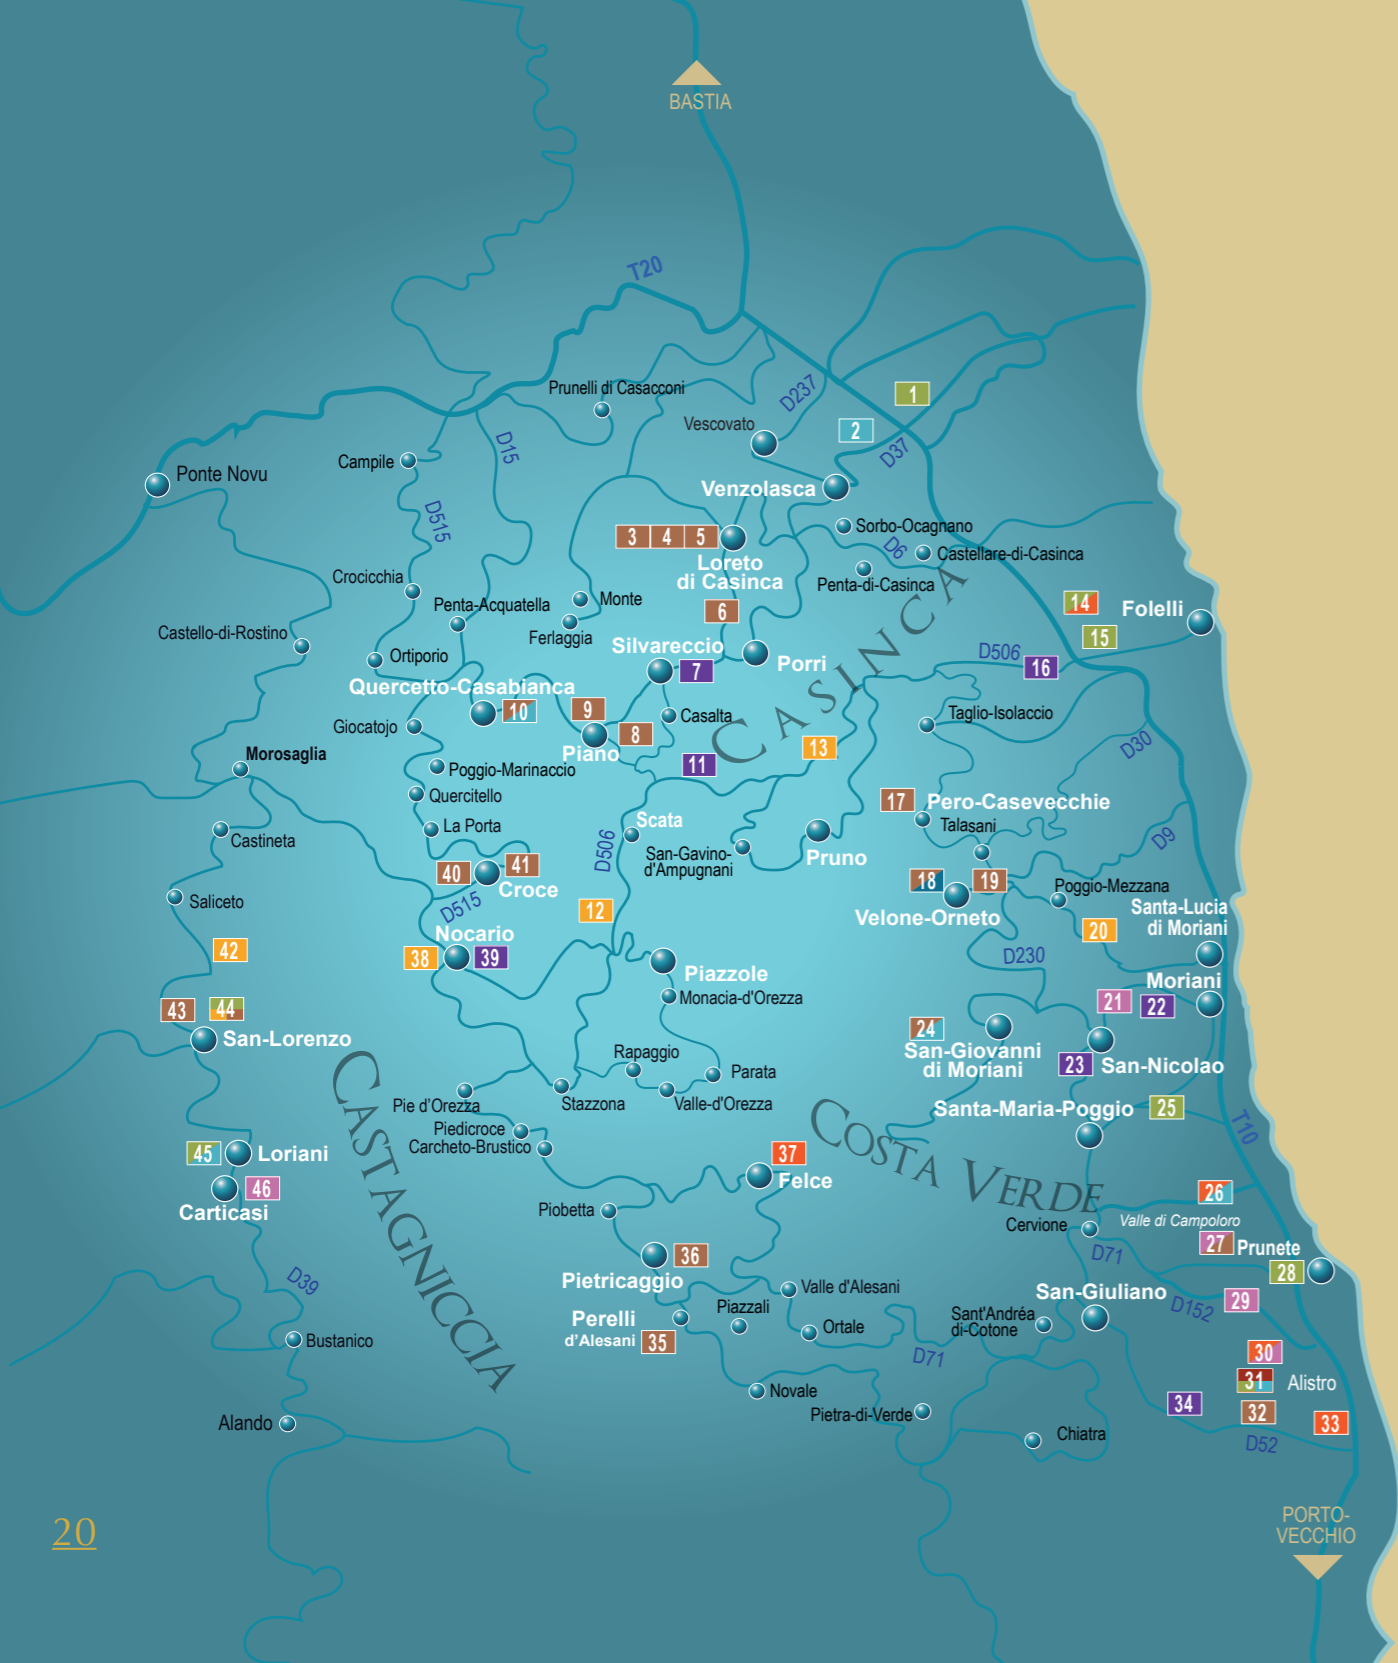 BASTIA
T20
Prunelli di Casacconi
D237
1
Vescovato
2
D15
D37
Campile
Ponte Novu
Venzolasca
D515
Sorbo-Ocagnano
3 4 5
D6
Castellare-di-Casinca
Loreto
di Casinca
Penta-di-Casinca
Crocicchia
Monte
Penta-Acquatella
6
14
Folelli
Castello-di-Rostino
Ferlaggia
15
Silvareccio
7
Porri
CASINCA
D506
16
Ortiporio
Quercetto-Casabianca
10
9
Casalta
Taglio-Isolaccio
Giocatojo
8
Piano
13
D30
Morosaglia
11
Poggio-Marinaccio
Quercitello
17
Pero-Casevecchie
La Porta
Scata
Talasani
Castineta
D506
San-Gavino-
d'Ampugnani
Pruno
D9
40
41
Croce
18
19
Poggio-Mezzana
Saliceto
D515
12
Velone-Orneto
Santa-Lucia
di Moriani
Nocario
20
42
38
39
D230
Piazzole
Moriani
Monacia-d'Orezza
21
22
43
44
San-Lorenzo
24
San-Giovanni
di Moriani
23
San-Nicolao
Rapaggio
Parata
Pie d'Orezza
Stazzona
Valle-d'Orezza
Santa-Maria-Poggio
25
Piedicroce
Carcheto-Brustico
T10
CASTAGNICCIA
COSTA VERDE
45
Loriani
37
Felce
46
Carticasi
26
Piobetta
Cervione
Valle di Campoloro
27
Prunete
36
D71
28
Pietricaggio
D39
Valle d'Alesani
San-Giuliano
29
D152
Perelli
d'Alesani
35
Piazzali
Ortale
Sant'Andréa
di-Cotone
Bustanico
D71
30
31
Alistro
Novale
34
32
Pietra-di-Verde
33
Alando
Chiatra
D52
20
PORTO-
VECCHIO